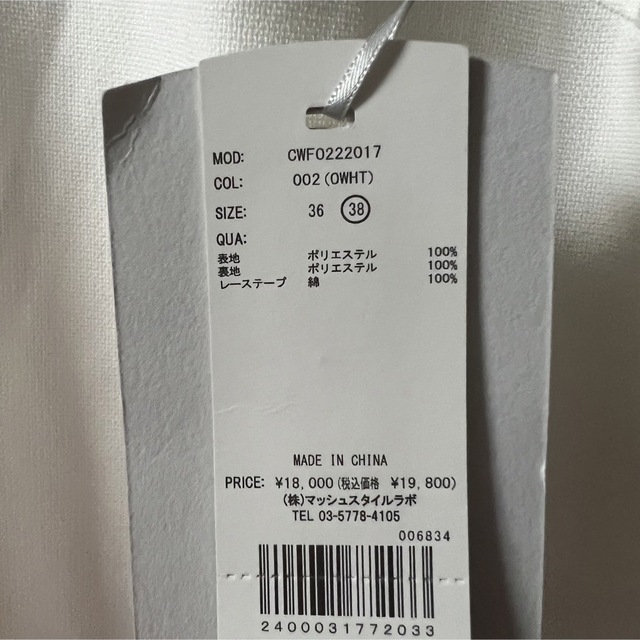 MOD: CWFO222017
COL: 002(OWHT)
SIZE: 36 38
QUA:
表地 ポリエステル 100%
裏地 ポリエステル 100%
レーステープ 綿 100%
MADE IN CHINA
PRICE: ¥18,000(税込価格 ¥19,800)
(株)マッシュスタイルラボ
TEL 03-5778-4105
006834
2400031772033